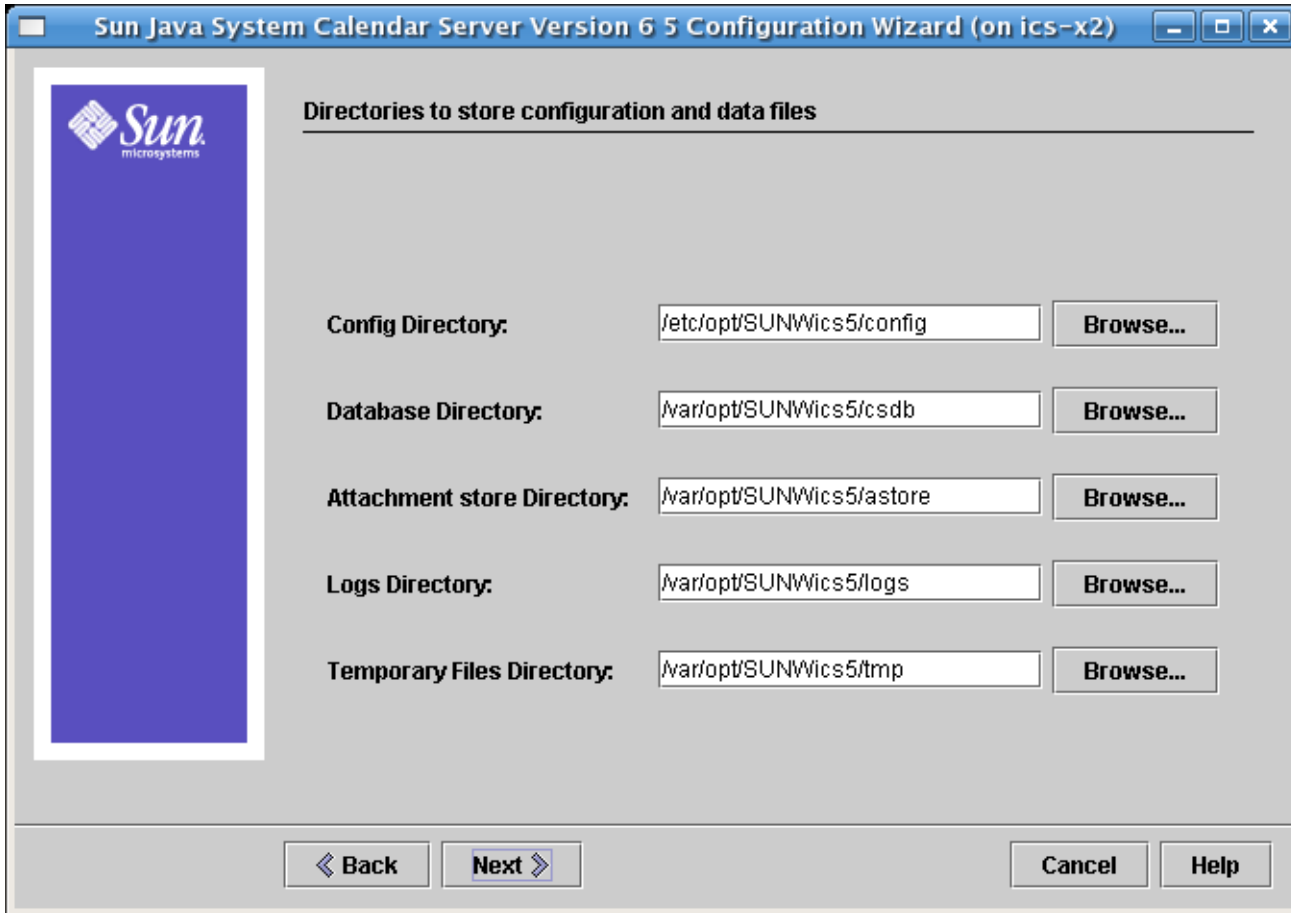 Sun Java System Calendar Server Version 6 5 Configuration Wizard (on ics-x2)
Sun
microsystems
Directories to store configuration and data files
Config Directory: /etc/opt/SUNWics5/config Browse...
Database Directory: /var/opt/SUNWics5/csdb Browse...
Attachment store Directory: /var/opt/SUNWics5/astore Browse...
Logs Directory: /var/opt/SUNWics5/logs Browse...
Temporary Files Directory: /var/opt/SUNWics5/tmp Browse...
Back Next Cancel Help